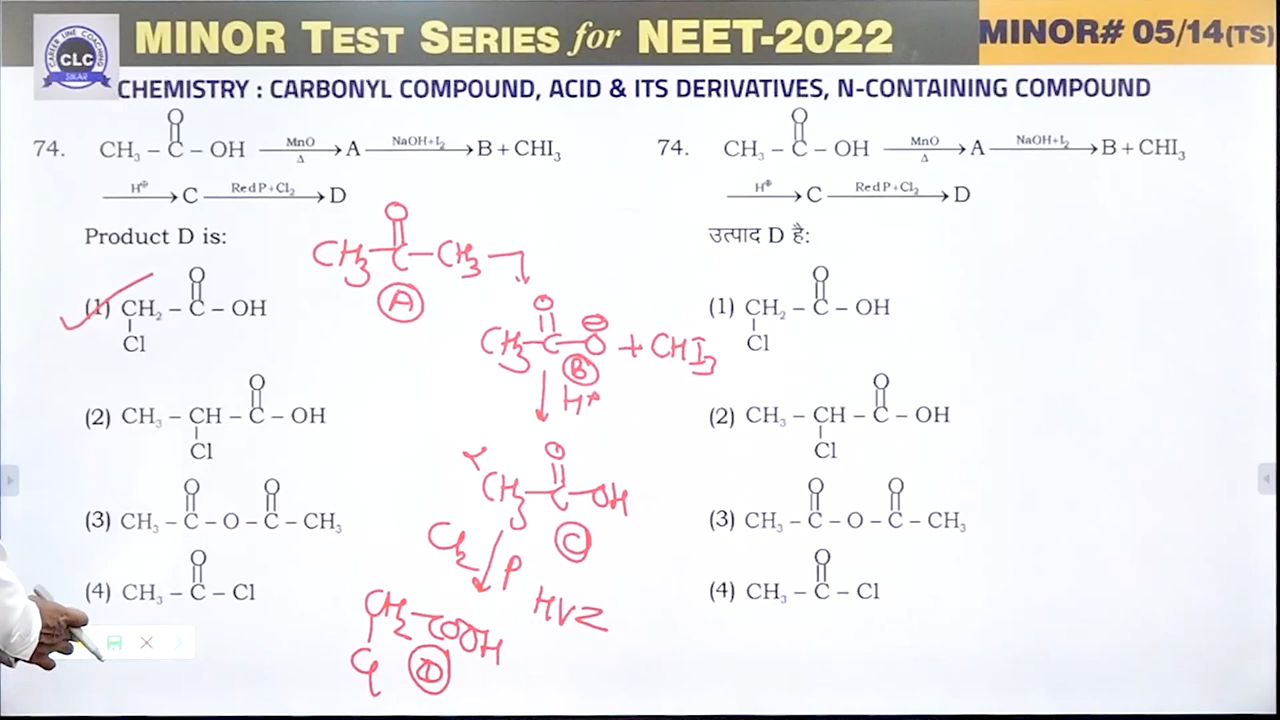 CAREER LINE COACHING
CLC
SIKAR
MINOR TEST SERIES for NEET-2022
MINOR# 05/14(TS)
CHEMISTRY : CARBONYL COMPOUND, ACID & ITS DERIVATIVES, N-CONTAINING COMPOUND
74. CH₃ – C(=O) – OH —MnO/Δ→ A —NaOH+I₂→ B + CHI₃
—H⊕→ C —Red P+Cl₂→ D
Product D is:
(1) CH₂(Cl) – C(=O) – OH
(2) CH₃ – CH(Cl) – C(=O) – OH
(3) CH₃ – C(=O) – O – C(=O) – CH₃
(4) CH₃ – C(=O) – Cl
CH₃–C(=O)–CH₃
A
CH₃–C(=O)–O⊖ + CHI₃
B
H⁺
α
CH₃–C(=O)–OH
C
Cl₂ P
HVZ
CH₂–COOH
Cl
D
74. CH₃ – C(=O) – OH —MnO/Δ→ A —NaOH+I₂→ B + CHI₃
—H⊕→ C —Red P+Cl₂→ D
उत्पाद D है:
(1) CH₂(Cl) – C(=O) – OH
(2) CH₃ – CH(Cl) – C(=O) – OH
(3) CH₃ – C(=O) – O – C(=O) – CH₃
(4) CH₃ – C(=O) – Cl